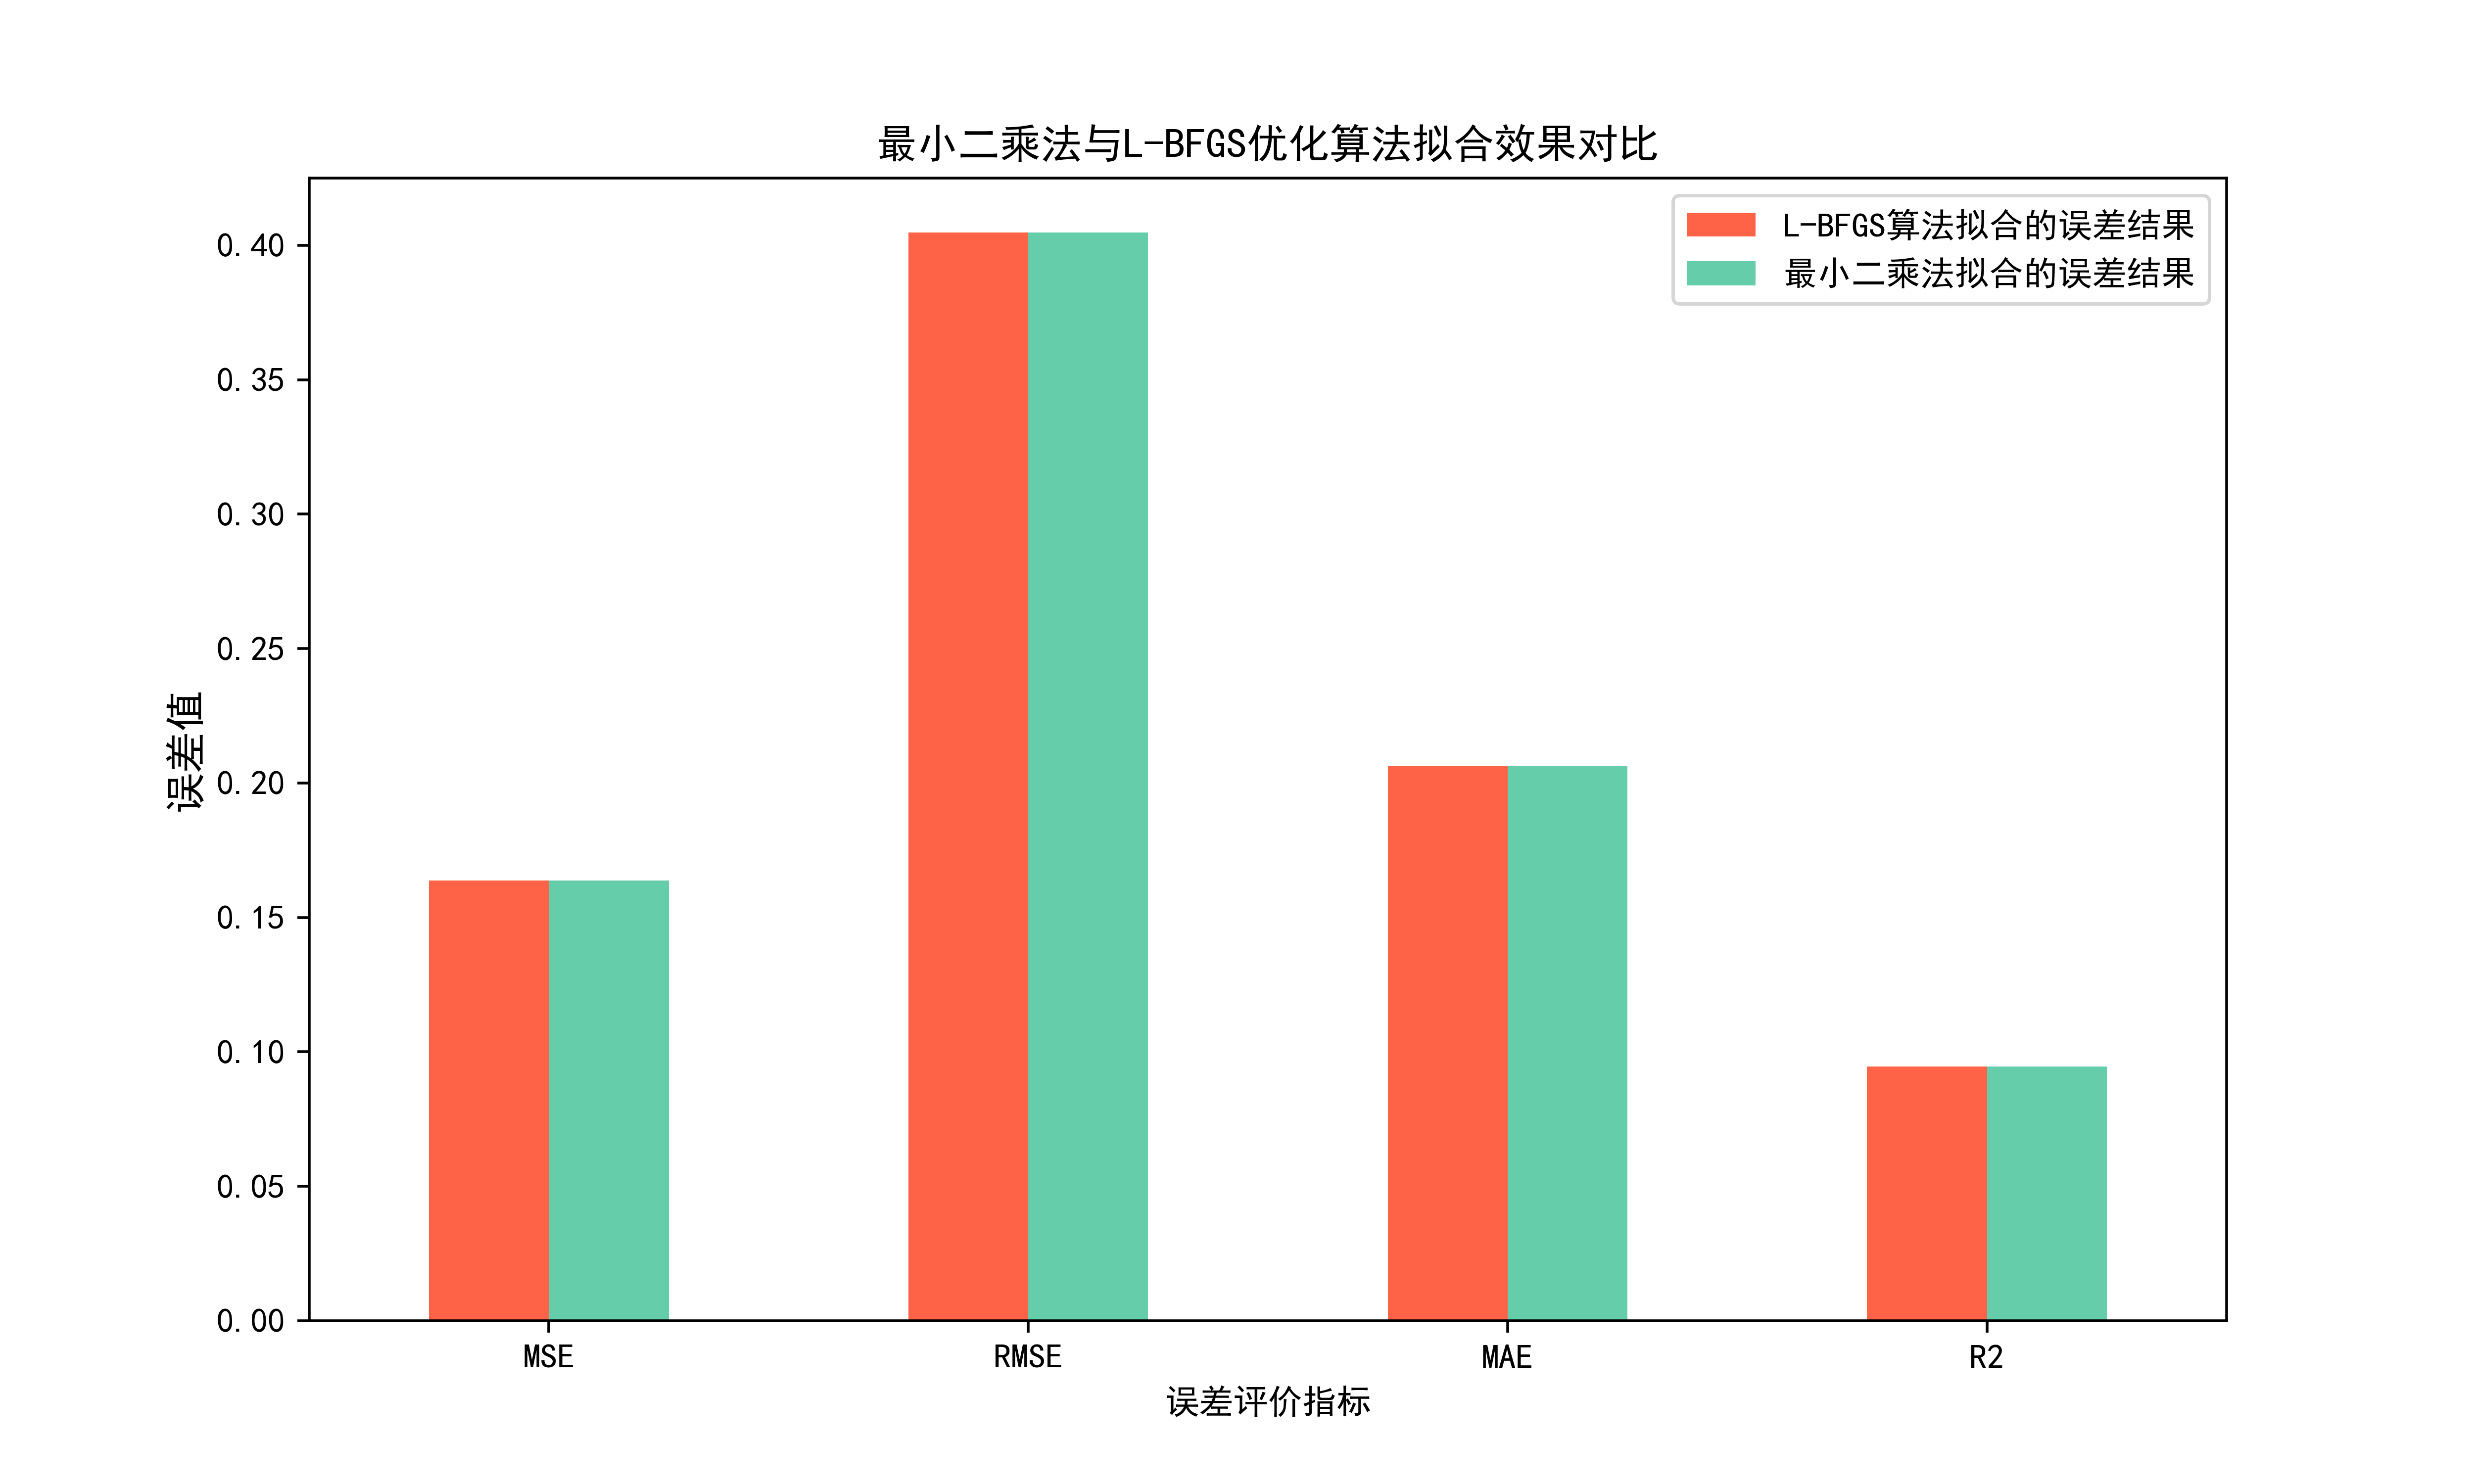 最小二乘法与L-BFGS优化算法拟合效果对比
L-BFGS算法拟合的误差结果
最小二乘法拟合的误差结果
误差值
0.40
0.35
0.30
0.25
0.20
0.15
0.10
0.05
0.00
MSE
RMSE
MAE
R2
误差评价指标